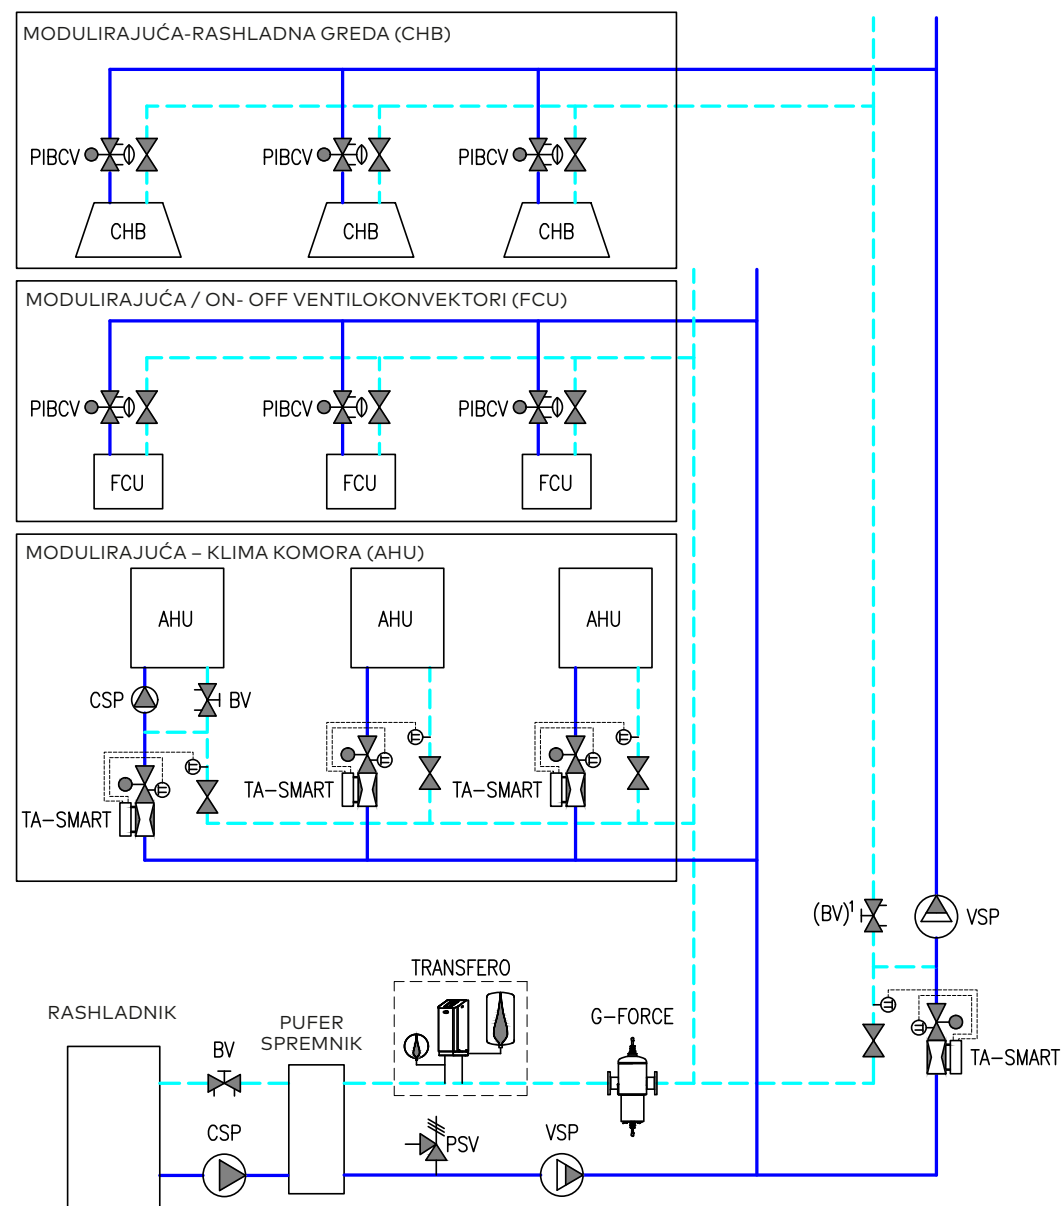 MODULIRAJUĆA-RASHLADNA GREDA (CHB)
PIBCV
PIBCV
PIBCV
CHB
CHB
CHB
MODULIRAJUĆA / ON- OFF VENTILOKONVEKTORI (FCU)
PIBCV
PIBCV
PIBCV
FCU
FCU
FCU
MODULIRAJUĆA – KLIMA KOMORA (AHU)
AHU
AHU
AHU
CSP
BV
TA-SMART
TA-SMART
TA-SMART
(BV)¹
VSP
TA-SMART
TRANSFERO
G-FORCE
RASHLADNIK
PUFER
SPREMNIK
BV
CSP
PSV
VSP